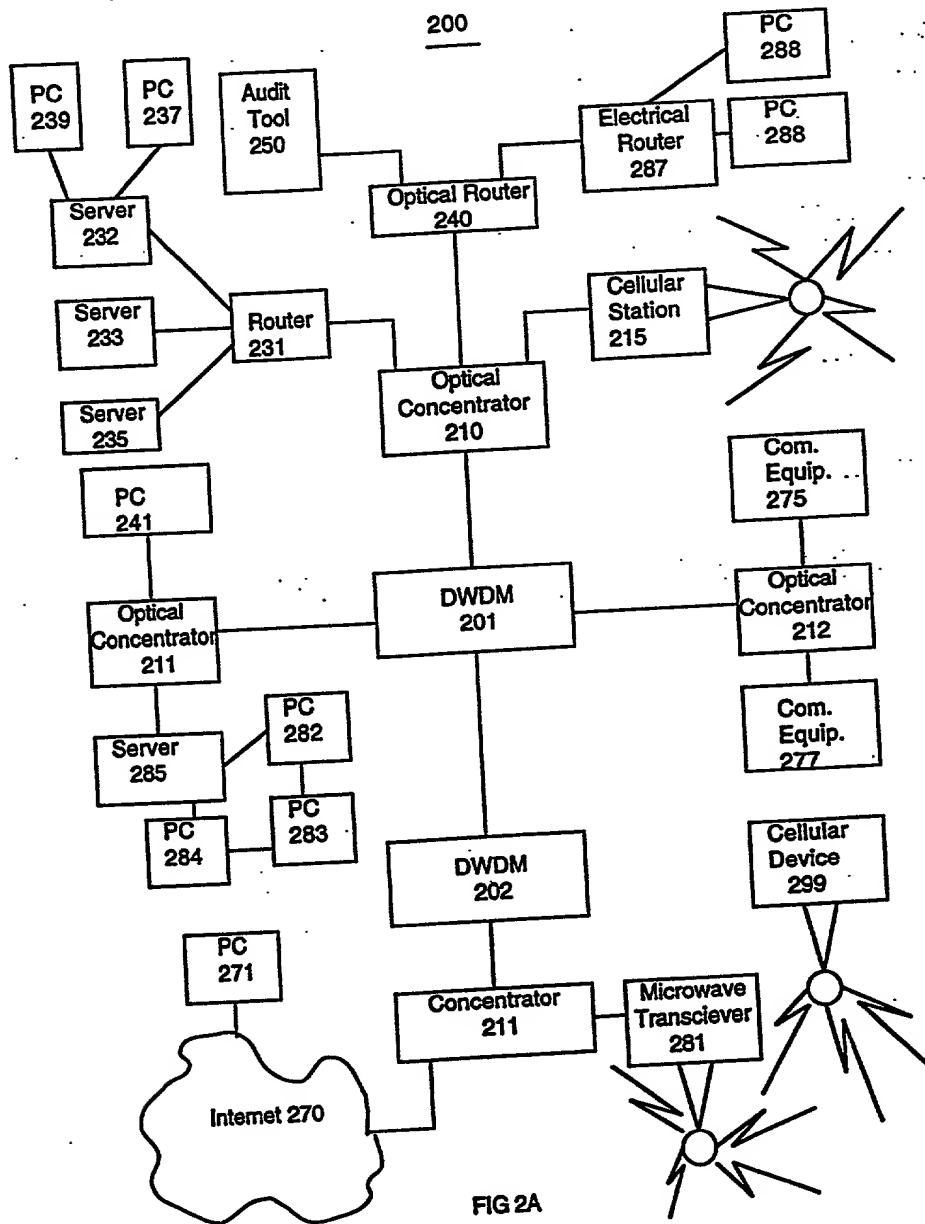 200
PC
239
PC
237
Audit
Tool
250
PC
288
Electrical
Router
287
PC
288
Optical Router
240
Server
232
Server
233
Router
231
Cellular
Station
215
Server
235
Optical
Concentrator
210
PC
241
Com.
Equip.
275
Optical
Concentrator
211
DWDM
201
Optical
Concentrator
212
Server
285
PC
282
Com.
Equip.
277
PC
284
PC
283
DWDM
202
Cellular
Device
299
PC
271
Concentrator
211
Microwave
Transciever
281
Internet 270
FIG 2A